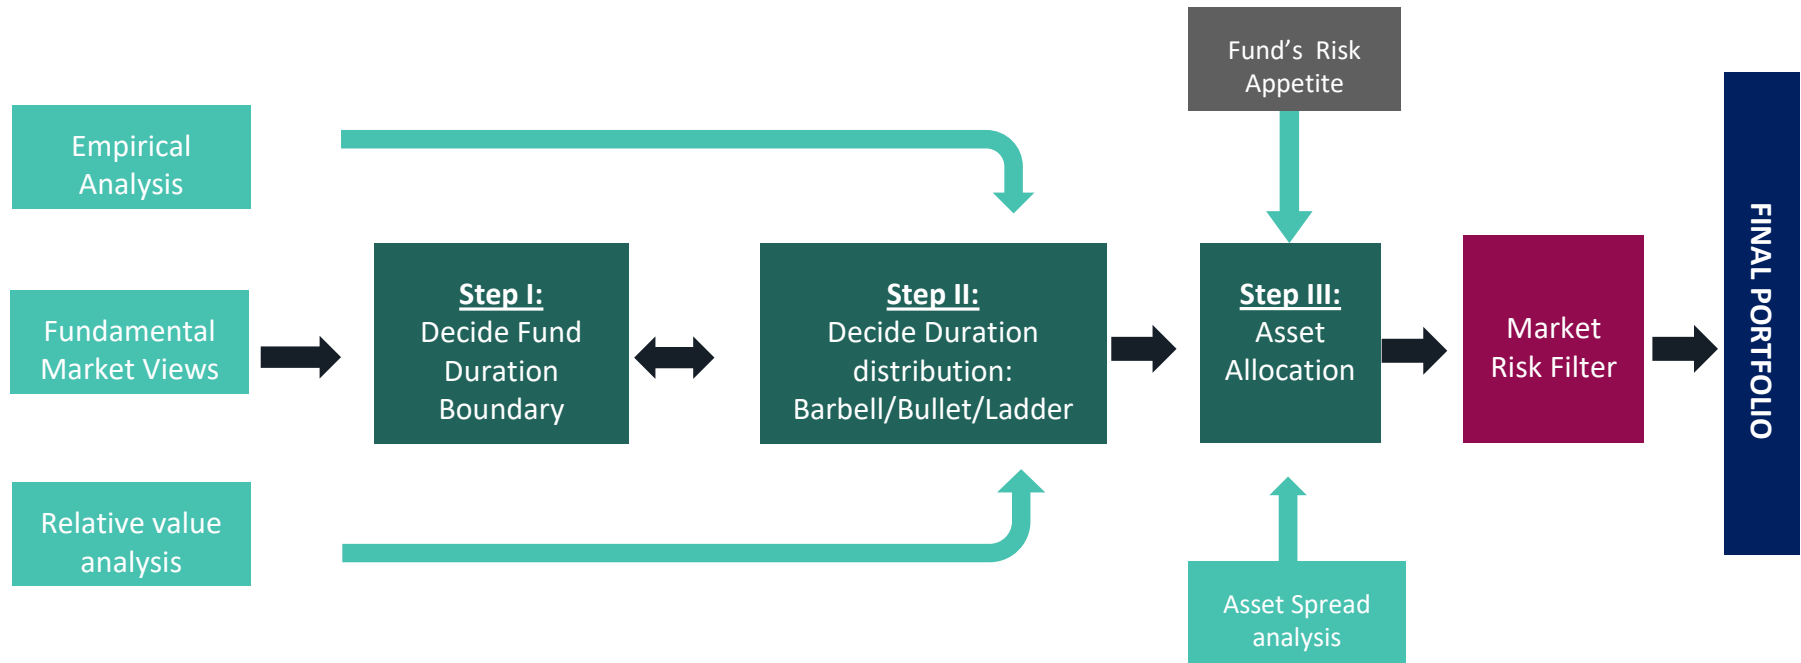 Empirical
Analysis
Fundamental
Market Views
Relative value
analysis
Step I:
Decide Fund
Duration
Boundary
Step II:
Decide Duration
distribution:
Barbell/Bullet/Ladder
Fund’s Risk
Appetite
Step III:
Asset
Allocation
Asset Spread
analysis
Market
Risk Filter
FINAL PORTFOLIO